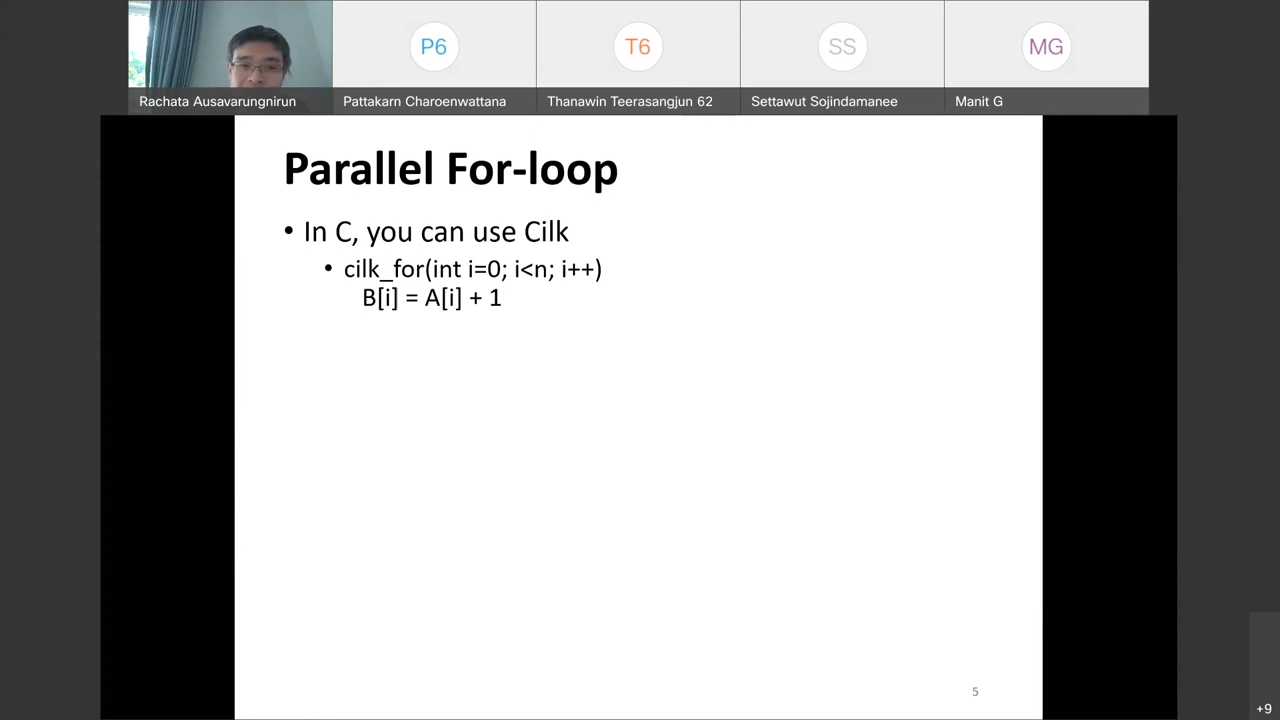 P6
T6
SS
MG
Rachata Ausavarungnirun
Pattakarn Charoenwattana
Thanawin Teerasangjun 62
Settawut Sojindamanee
Manit G
Parallel For-loop
• In C, you can use Cilk
• cilk_for(int i=0; i<n; i++)
B[i] = A[i] + 1
5
+9